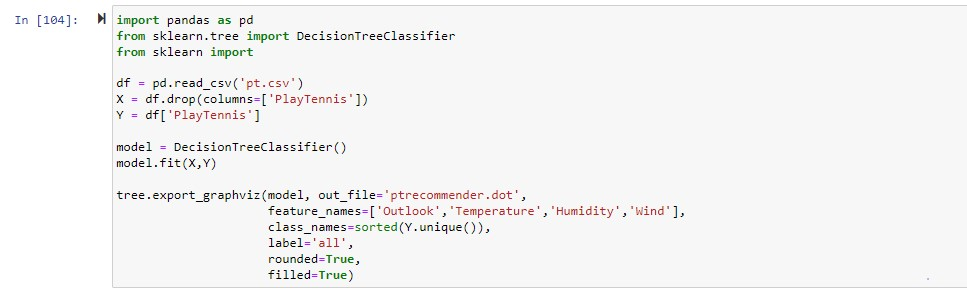 In [104]:
import pandas as pd
from sklearn.tree import DecisionTreeClassifier
from sklearn import

df = pd.read_csv('pt.csv')
X = df.drop(columns=['PlayTennis'])
Y = df['PlayTennis']

model = DecisionTreeClassifier()
model.fit(X,Y)

tree.export_graphviz(model, out_file='ptrecommender.dot',
                     feature_names=['Outlook','Temperature','Humidity','Wind'],
                     class_names=sorted(Y.unique()),
                     label='all',
                     rounded=True,
                     filled=True)